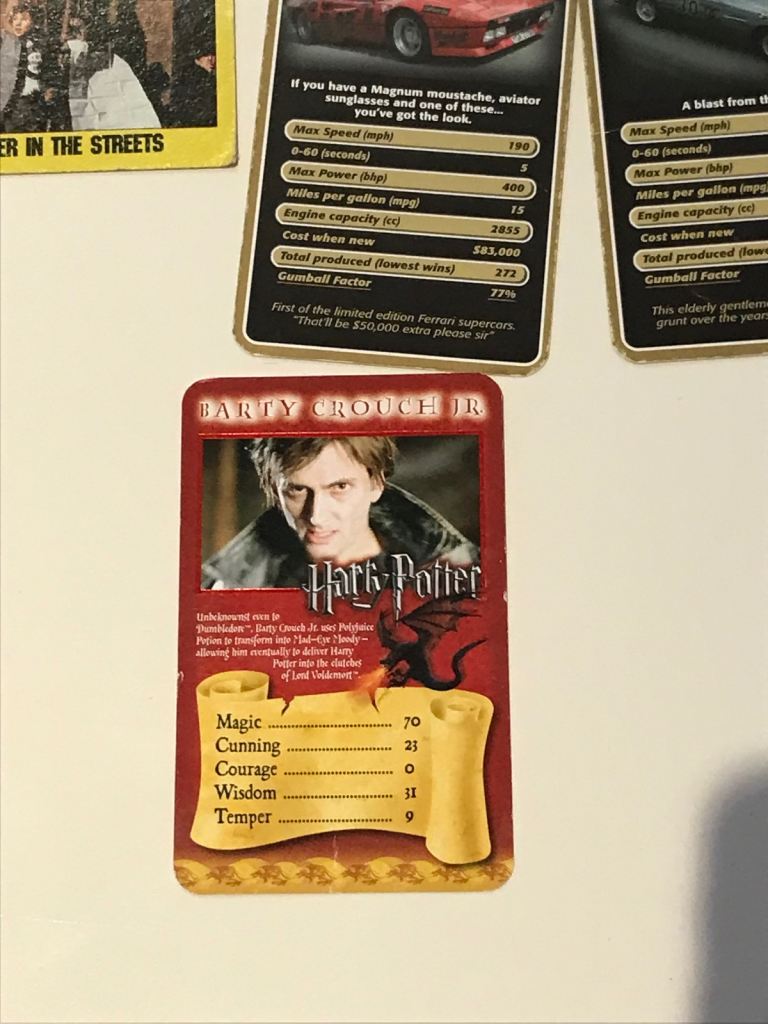 ER IN THE STREETS
If you have a Magnum moustache, aviator
sunglasses and one of these...
you've got the look.
Max Speed (mph) 190
0-60 (seconds) 5
Max Power (bhp) 400
Miles per gallon (mpg) 15
Engine capacity (cc) 2855
Cost when new $83,000
Total produced (lowest wins) 272
Gumball Factor 77%
First of the limited edition Ferrari supercars.
"That'll be $50,000 extra please sir"
A blast from th
Max Speed (mph)
0-60 (seconds)
Max Power (bhp)
Miles per gallon (mpg)
Engine capacity (cc)
Cost when new
Total produced (lowe
Gumball Factor
This elderly gentlem
grunt over the years
BARTY CROUCH JR.
Harry Potter
Unbeknownst even to
Dumbledore™, Barty Crouch Jr. uses Polyjuice
Potion to transform into Mad-Eye Moody–
allowing him eventually to deliver Harry
Potter into the clutches
of Lord Voldemort™.
Magic .......... 70
Cunning .......... 23
Courage .......... 0
Wisdom .......... 31
Temper .......... 9